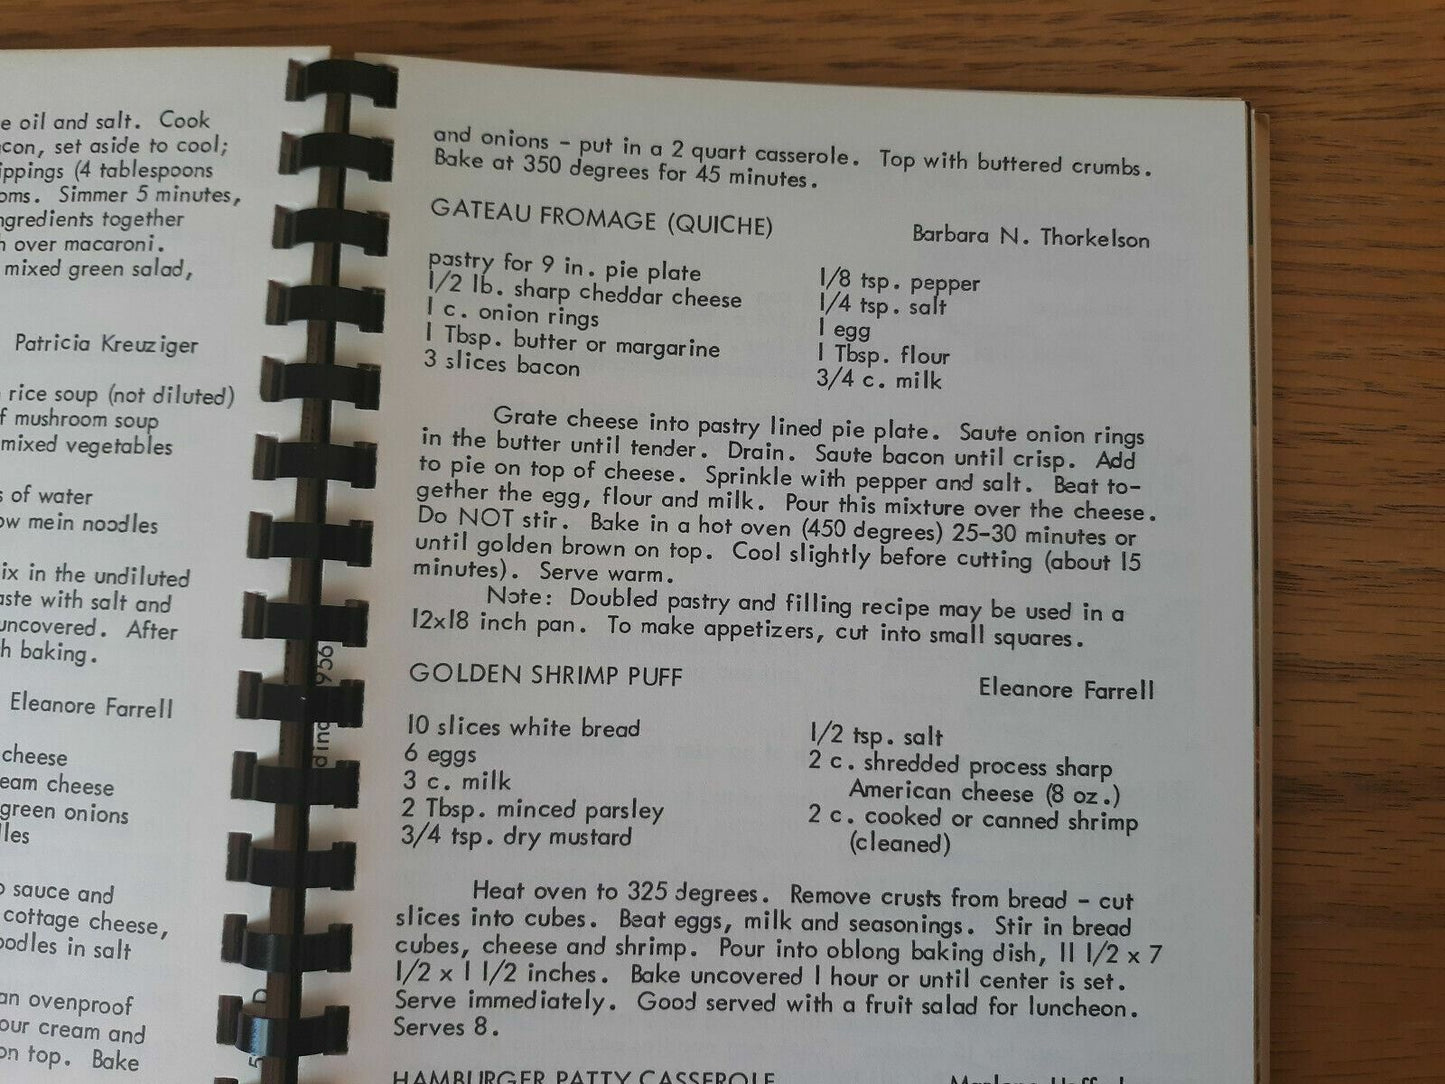 e oil and salt. Cook
con, set aside to cool;
ippings (4 tablespoons
oms. Simmer 5 minutes,
ngredients together
h over macaroni.
mixed green salad,
Patricia Kreuziger
rice soup (not diluted)
f mushroom soup
mixed vegetables
s of water
ow mein noodles
ix in the undiluted
aste with salt and
uncovered. After
h baking.
Eleanore Farrell
cheese
eam cheese
green onions
lles
o sauce and
cottage cheese,
oodles in salt
an ovenproof
our cream and
on top. Bake
and onions - put in a 2 quart casserole. Top with buttered crumbs.
Bake at 350 degrees for 45 minutes.
GATEAU FROMAGE (QUICHE) Barbara N. Thorkelson
pastry for 9 in. pie plate
1/2 lb. sharp cheddar cheese
1 c. onion rings
1 Tbsp. butter or margarine
3 slices bacon
1/8 tsp. pepper
1/4 tsp. salt
1 egg
1 Tbsp. flour
3/4 c. milk
Grate cheese into pastry lined pie plate. Saute onion rings
in the butter until tender. Drain. Saute bacon until crisp. Add
to pie on top of cheese. Sprinkle with pepper and salt. Beat to-
gether the egg, flour and milk. Pour this mixture over the cheese.
Do NOT stir. Bake in a hot oven (450 degrees) 25-30 minutes or
until golden brown on top. Cool slightly before cutting (about 15
minutes). Serve warm.
Note: Doubled pastry and filling recipe may be used in a
12x18 inch pan. To make appetizers, cut into small squares.
GOLDEN SHRIMP PUFF Eleanore Farrell
10 slices white bread
6 eggs
3 c. milk
2 Tbsp. minced parsley
3/4 tsp. dry mustard
1/2 tsp. salt
2 c. shredded process sharp
American cheese (8 oz.)
2 c. cooked or canned shrimp
(cleaned)
Heat oven to 325 degrees. Remove crusts from bread - cut
slices into cubes. Beat eggs, milk and seasonings. Stir in bread
cubes, cheese and shrimp. Pour into oblong baking dish, 11 1/2 x 7
1/2 x 1 1/2 inches. Bake uncovered 1 hour or until center is set.
Serve immediately. Good served with a fruit salad for luncheon.
Serves 8.
HAMBURGER PATTY CASSEROLE